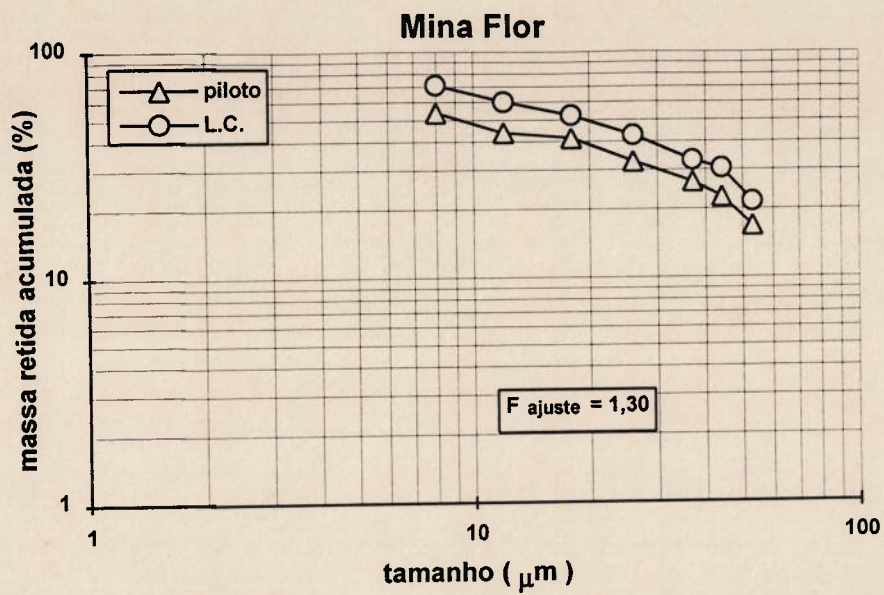 Mina Flor
100
10
1
1
10
100
massa retida acumulada (%)
piloto
L.C.
F ajuste = 1,30
tamanho ( μm )